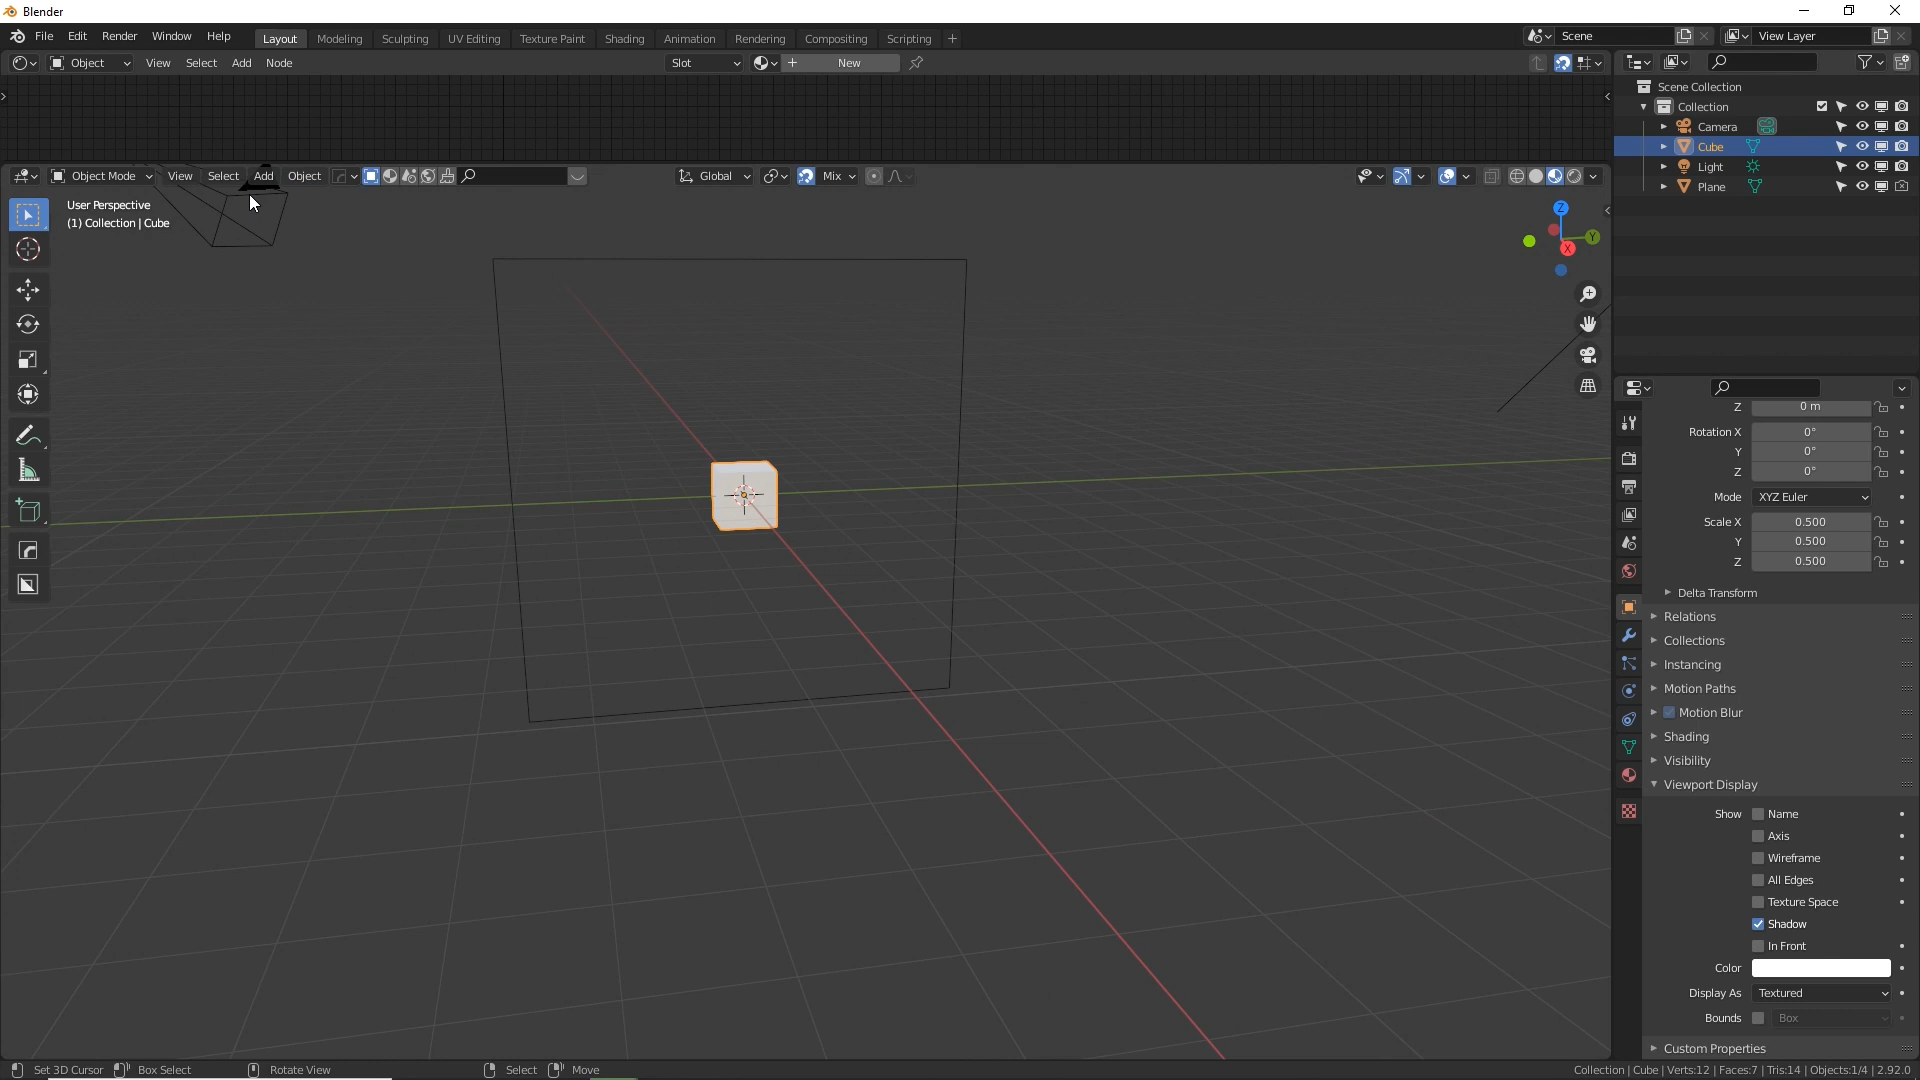 Blender
File Edit Render Window Help Layout Modeling Sculpting UV Editing Texture Paint Shading Animation Rendering Compositing Scripting + Scene View Layer
Object View Select Add Node Slot + New
Scene Collection
Collection
Camera
Cube
Light
Plane
Object Mode View Select Add Object Global Mix
User Perspective
(1) Collection | Cube
Z
Y
X
Z 0 m
Rotation X 0°
Y 0°
Z 0°
Mode XYZ Euler
Scale X 0.500
Y 0.500
Z 0.500
Delta Transform
Relations
Collections
Instancing
Motion Paths
Motion Blur
Shading
Visibility
Viewport Display
Show Name
Axis
Wireframe
All Edges
Texture Space
Shadow
In Front
Color
Display As Textured
Bounds Box
Custom Properties
Set 3D Cursor Box Select Rotate View Select Move Collection | Cube | Verts:12 | Faces:7 | Tris:14 | Objects:1/4 | 2.92.0